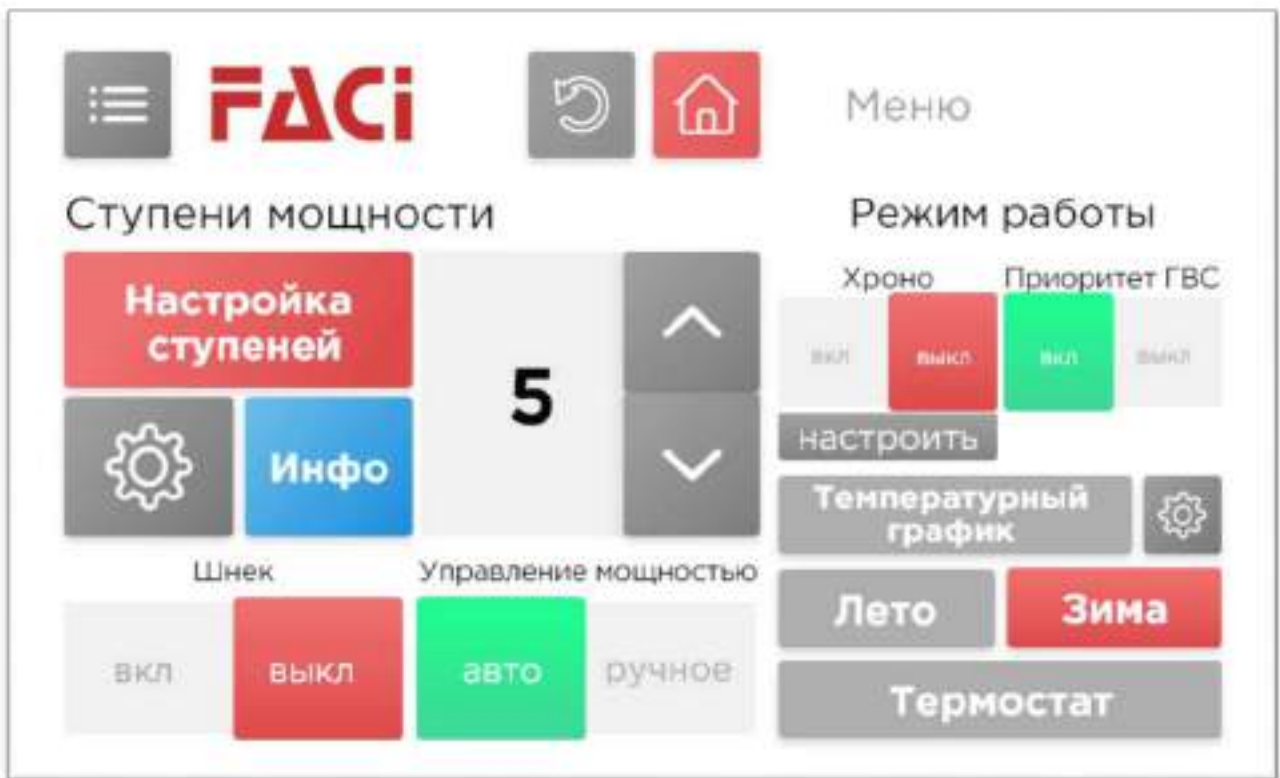 FACi
Меню
Ступени мощности
Режим работы
Настройка
ступеней
5
Инфо
Хроно
Приоритет ГВС
вкл
выкл
вкл
выкл
настроить
Температурный
график
Шнек
Управление мощностью
вкл
выкл
авто
ручное
Лето
Зима
Термостат